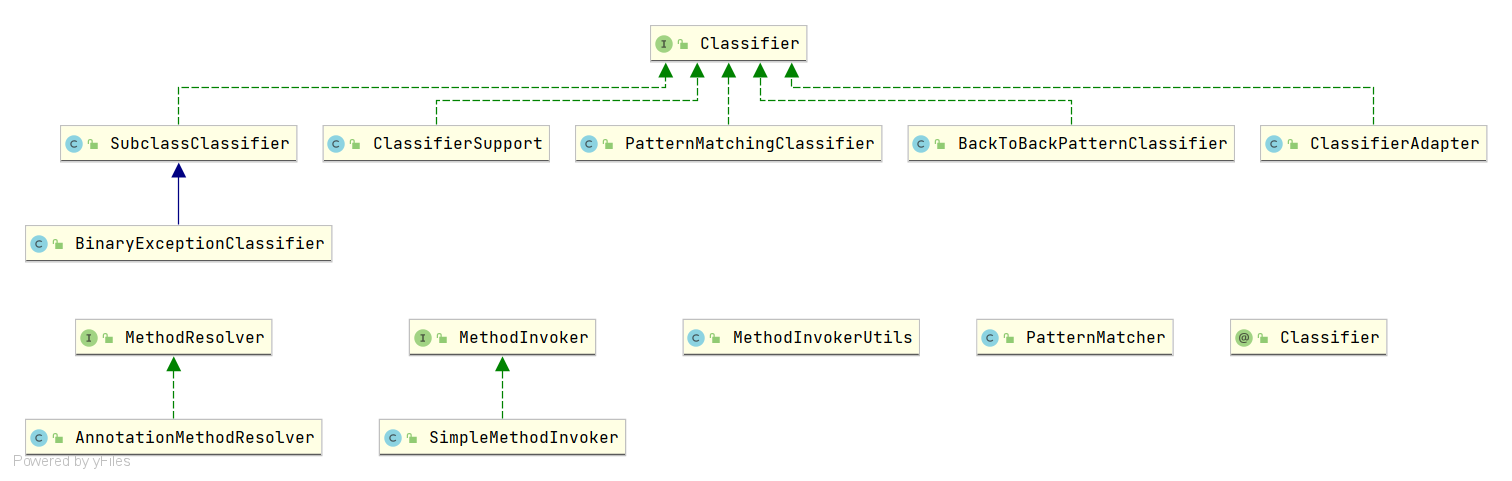 I Classifier
C SubclassClassifier
C ClassifierSupport
C PatternMatchingClassifier
C BackToBackPatternClassifier
C ClassifierAdapter
C BinaryExceptionClassifier
I MethodResolver
I MethodInvoker
C MethodInvokerUtils
C PatternMatcher
@ Classifier
C AnnotationMethodResolver
C SimpleMethodInvoker
Powered by yFiles